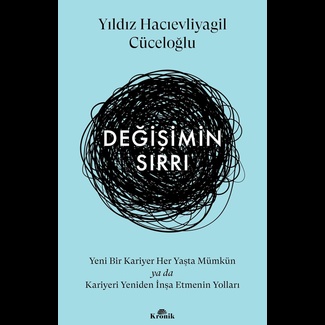 Yıldız Hacıevliyagil
Cüceloğlu
DEĞİŞİMİN
SIRRI
Yeni Bir Kariyer Her Yaşta Mümkün
ya da
Kariyeri Yeniden İnşa Etmenin Yolları
Kronik